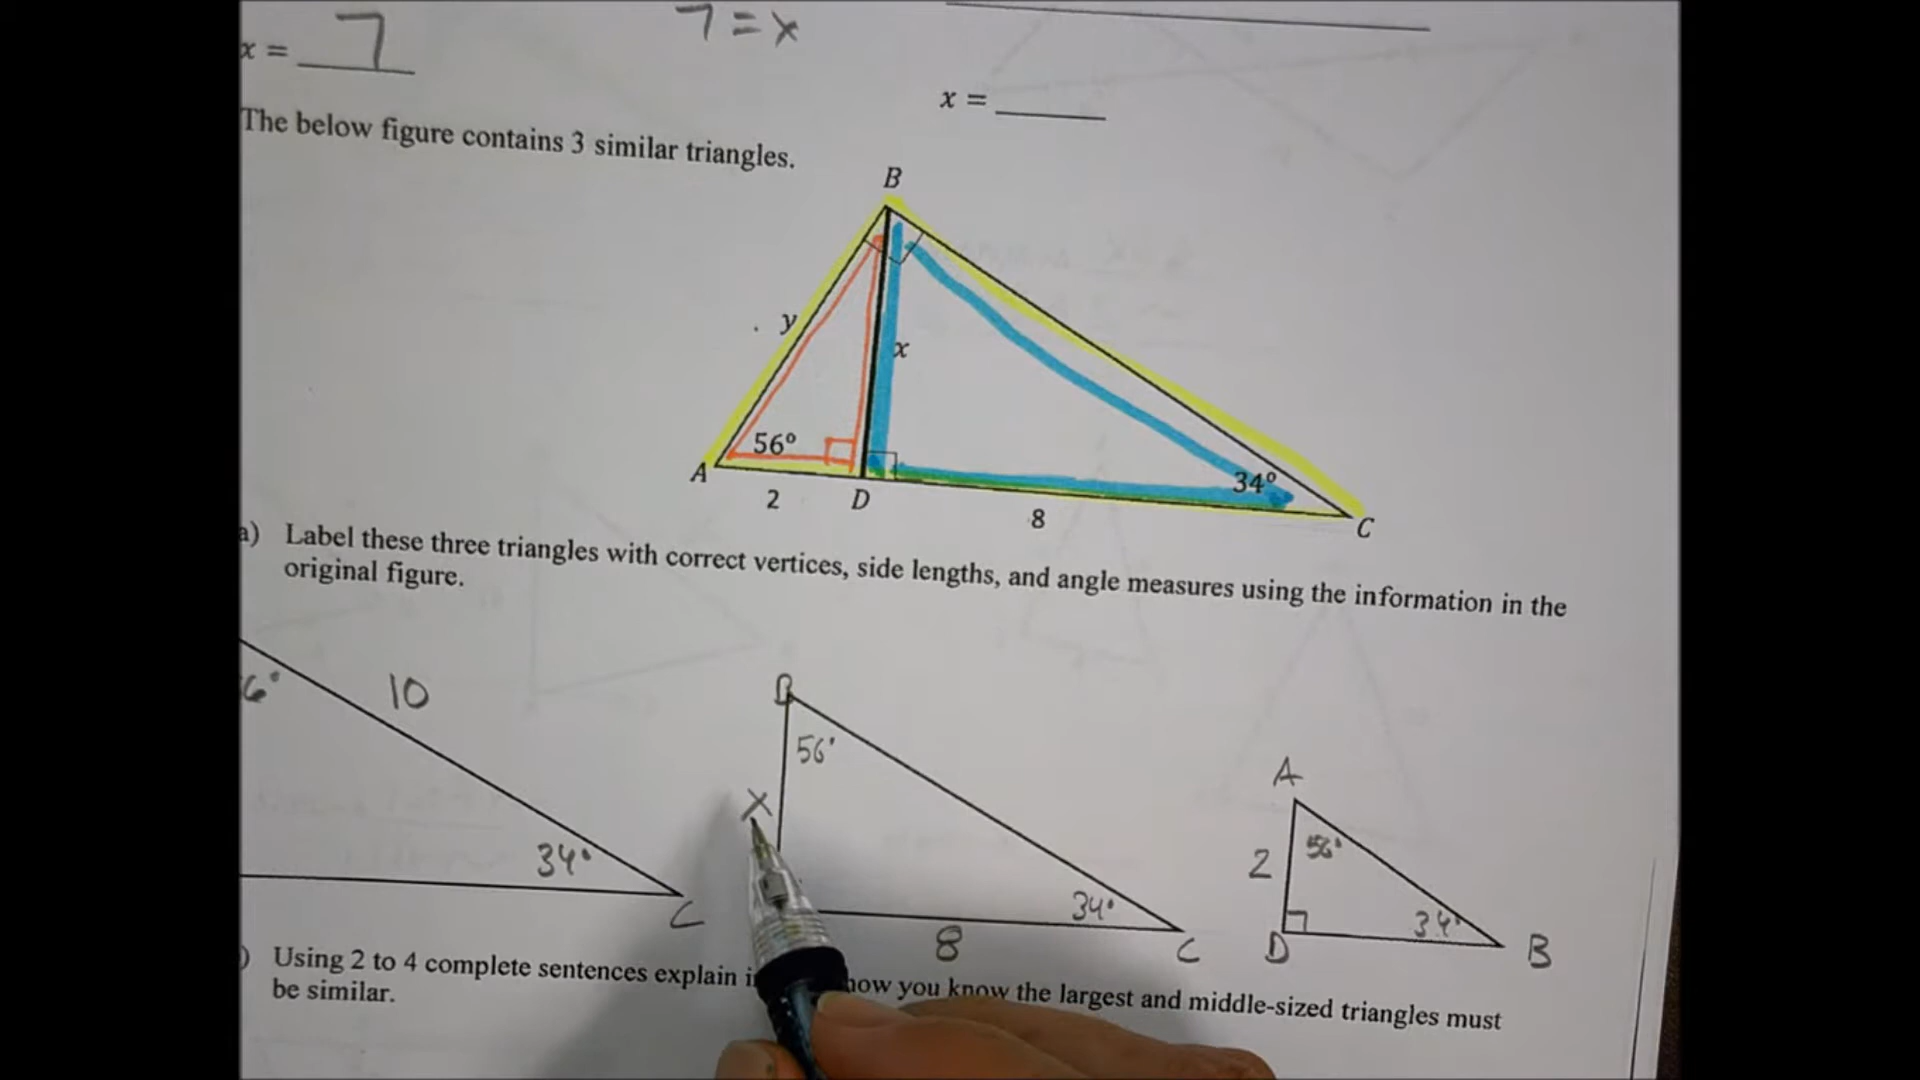 x = 7
7 = x
x = ______
The below figure contains 3 similar triangles.
B
y
x
56°
34°
A
2
D
8
C
a) Label these three triangles with correct vertices, side lengths, and angle measures using the information in the
original figure.
6°
10
34°
C
B
56°
X
34°
8
C
A
56°
2
34°
D
B
) Using 2 to 4 complete sentences explain how you know the largest and middle-sized triangles must
be similar.